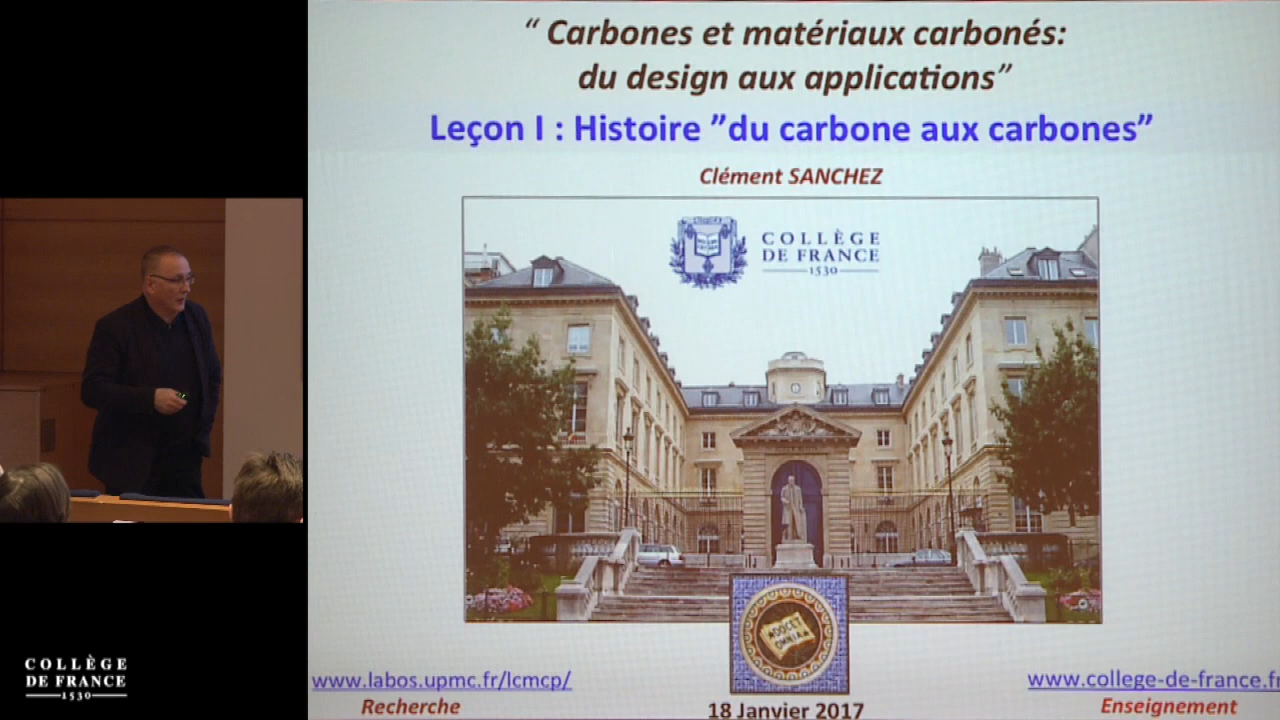 “ Carbones et matériaux carbonés:
du design aux applications”
Leçon I : Histoire ”du carbone aux carbones”
Clément SANCHEZ
COLLÈGE
DE FRANCE
1530
DOCET
OMNIA
www.labos.upmc.fr/lcmcp/
Recherche
18 Janvier 2017
www.college-de-france.fr
Enseignement
COLLÈGE
DE FRANCE
1530